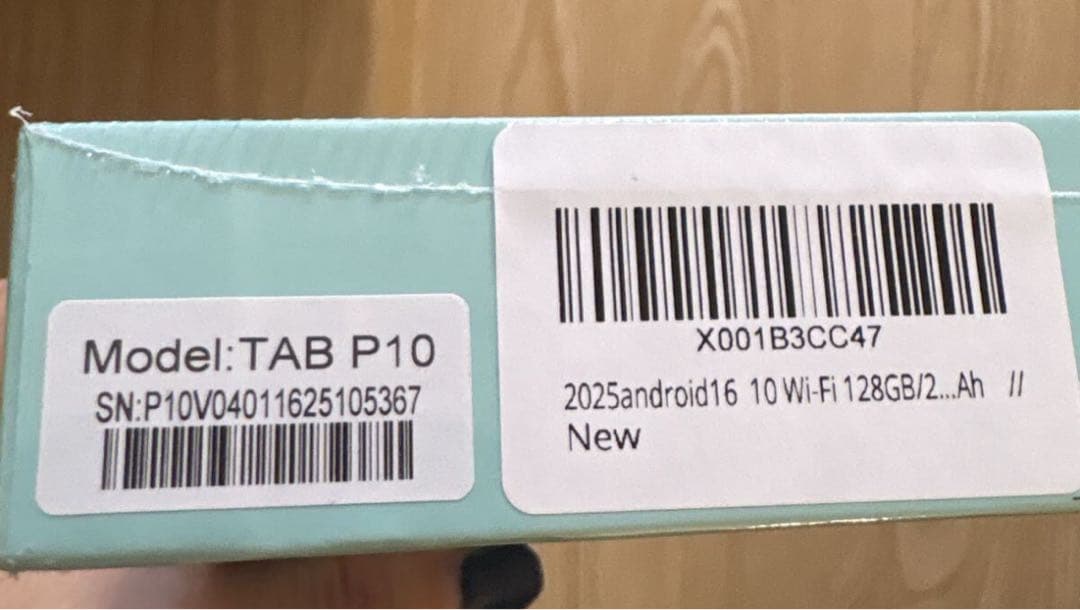 Model:TAB P10
SN:P10V04011625105367
X001B3CC47
2025android16 10 Wi-Fi 128GB/2...Ah //
New